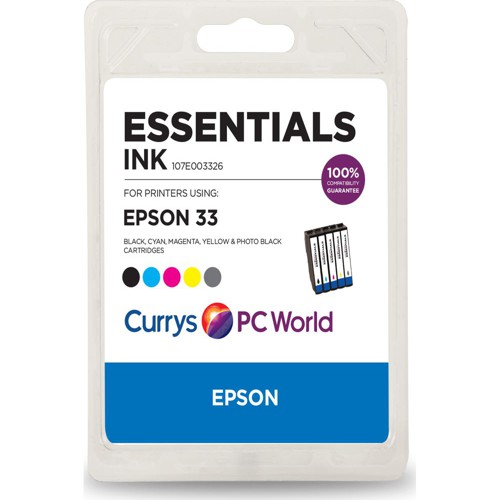 ESSENTIALS
INK 107E003326
100%
COMPATIBILITY
GUARANTEE
FOR PRINTERS USING:
EPSON 33
BLACK, CYAN, MAGENTA, YELLOW & PHOTO BLACK
CARTRIDGES
Currys PC World
EPSON